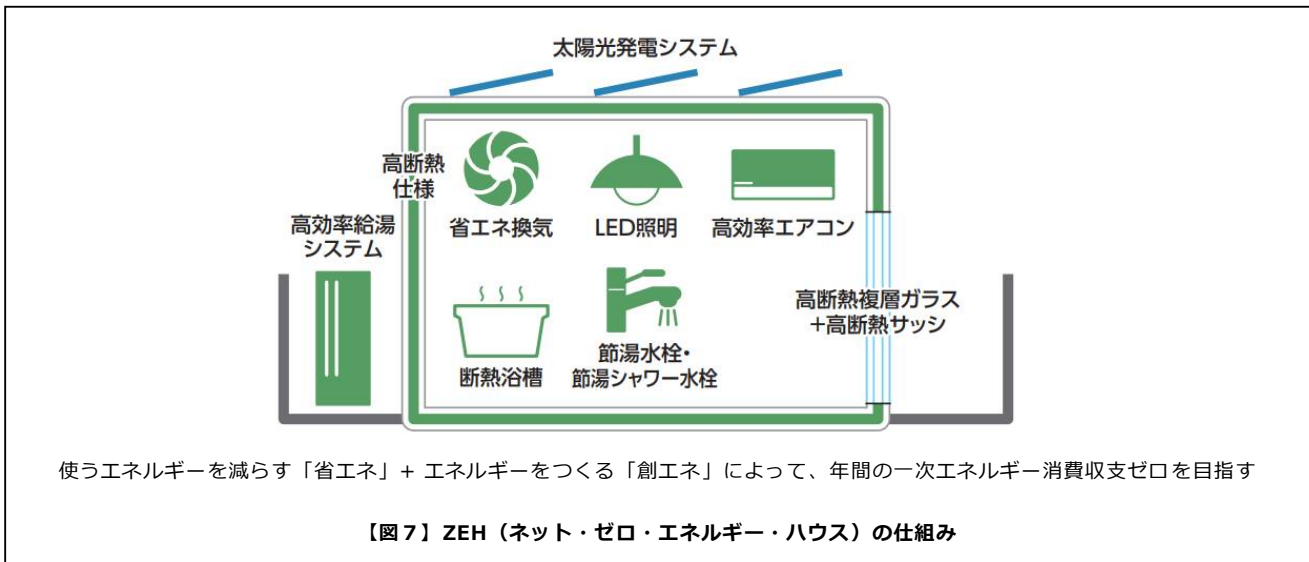 太陽光発電システム
高断熱
仕様
高効率給湯
システム
省エネ換気
LED照明
高効率エアコン
高断熱複層ガラス
+高断熱サッシ
断熱浴槽
節湯水栓・
節湯シャワー水栓
使うエネルギーを減らす「省エネ」+ エネルギーをつくる「創エネ」によって、年間の一次エネルギー消費収支ゼロを目指す
【図7】ZEH（ネット・ゼロ・エネルギー・ハウス）の仕組み